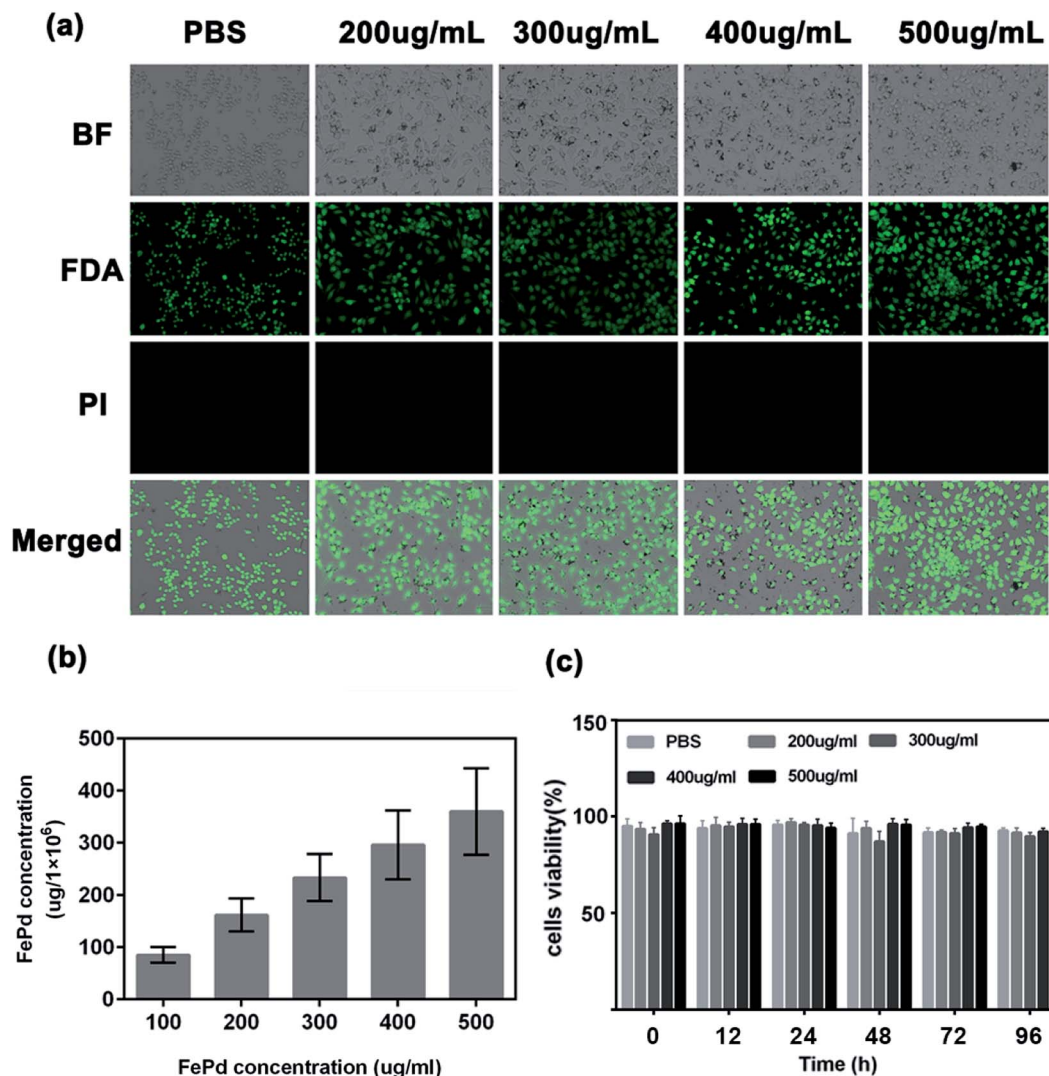 (a)
PBS 200ug/mL 300ug/mL 400ug/mL 500ug/mL
BF
FDA
PI
Merged
(b)
FePd concentration
(ug/1×10⁶)
500
400
300
200
100
0
100 200 300 400 500
FePd concentration (ug/ml)
(c)
cells viability(%)
150
100
50
PBS 200ug/ml 300ug/ml
400ug/ml 500ug/ml
0 12 24 48 72 96
Time (h)